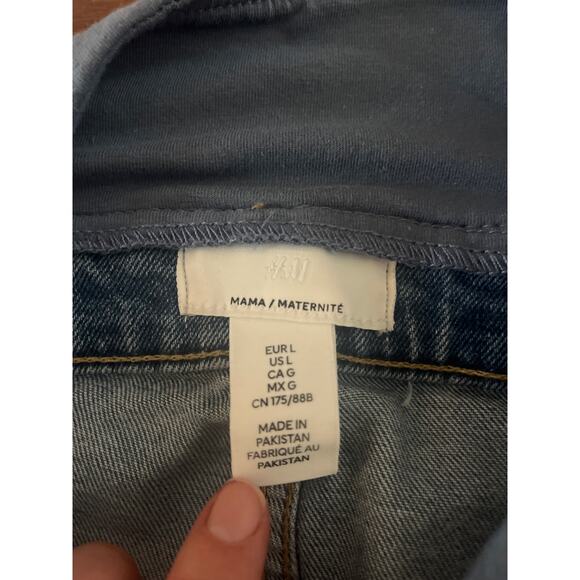 H&M
MAMA / MATERNITÉ
EUR L
US L
CA G
MX G
CN 175/88B
MADE IN
PAKISTAN
FABRIQUÉ AU
PAKISTAN